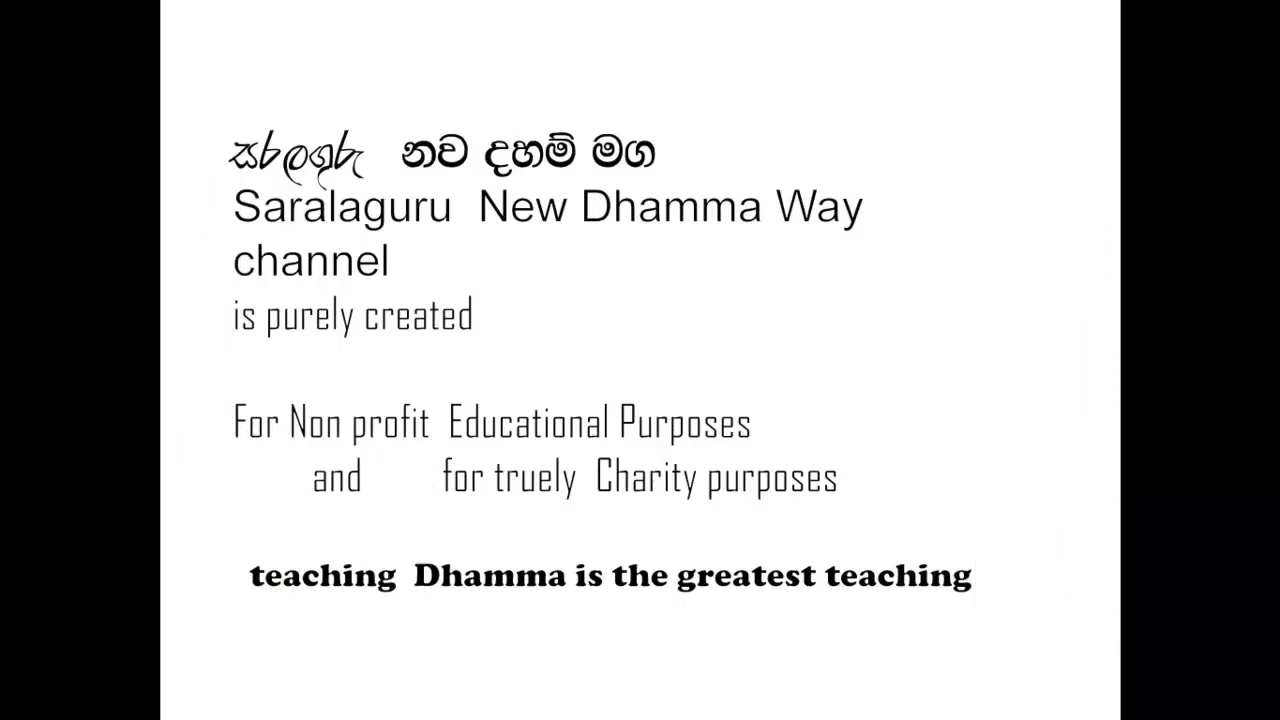 සරලගුරු නව දහම් මග
Saralaguru New Dhamma Way
channel
is purely created
For Non profit Educational Purposes
and for truely Charity purposes
teaching Dhamma is the greatest teaching